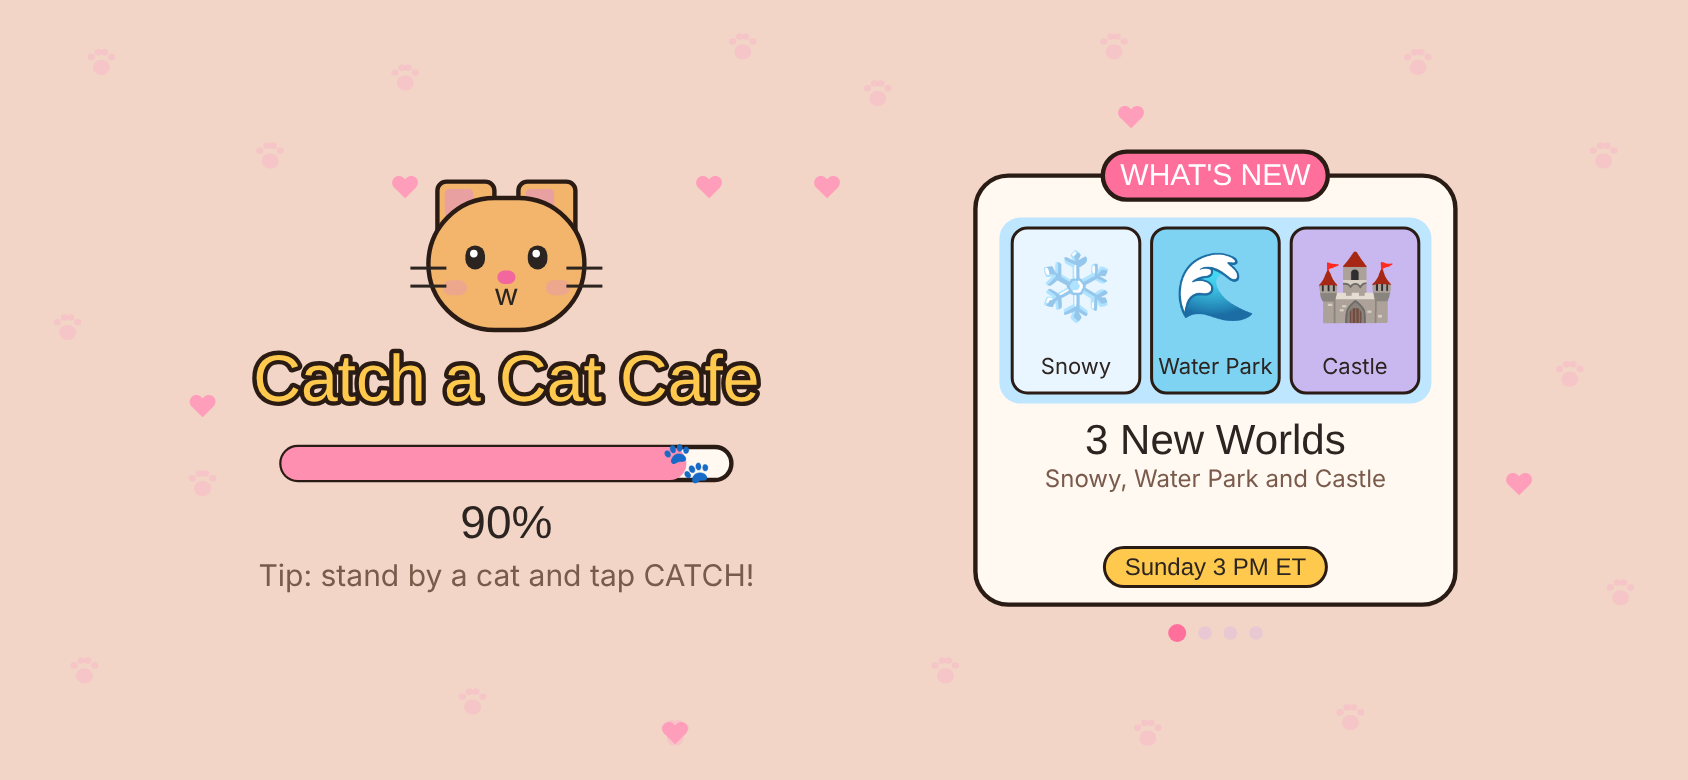 Catch a Cat Cafe
90%
Tip: stand by a cat and tap CATCH!
WHAT'S NEW
Snowy
Water Park
Castle
3 New Worlds
Snowy, Water Park and Castle
Sunday 3 PM ET